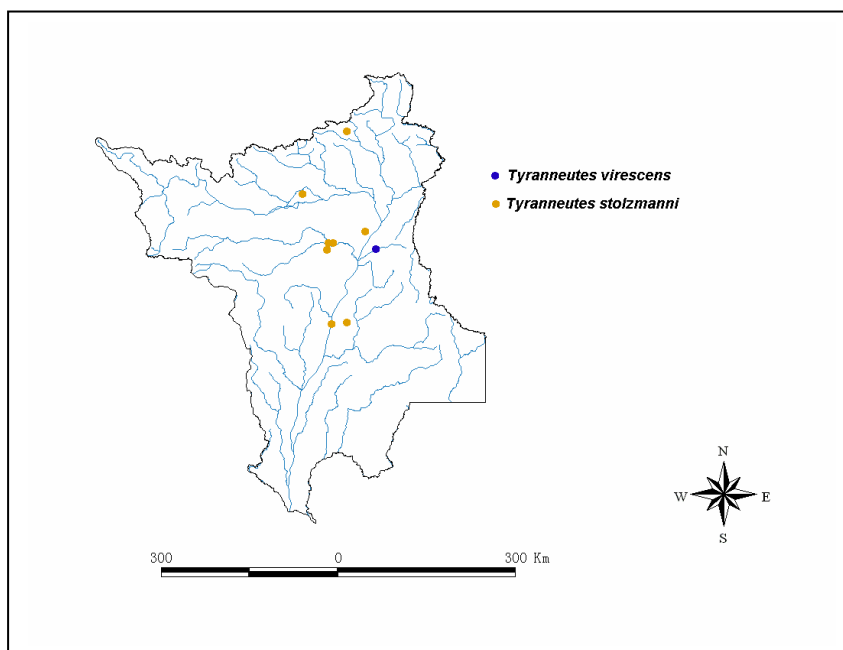 Tyranneutes virescens
Tyranneutes stolzmanni
N
W E
S
300 0 300 Km